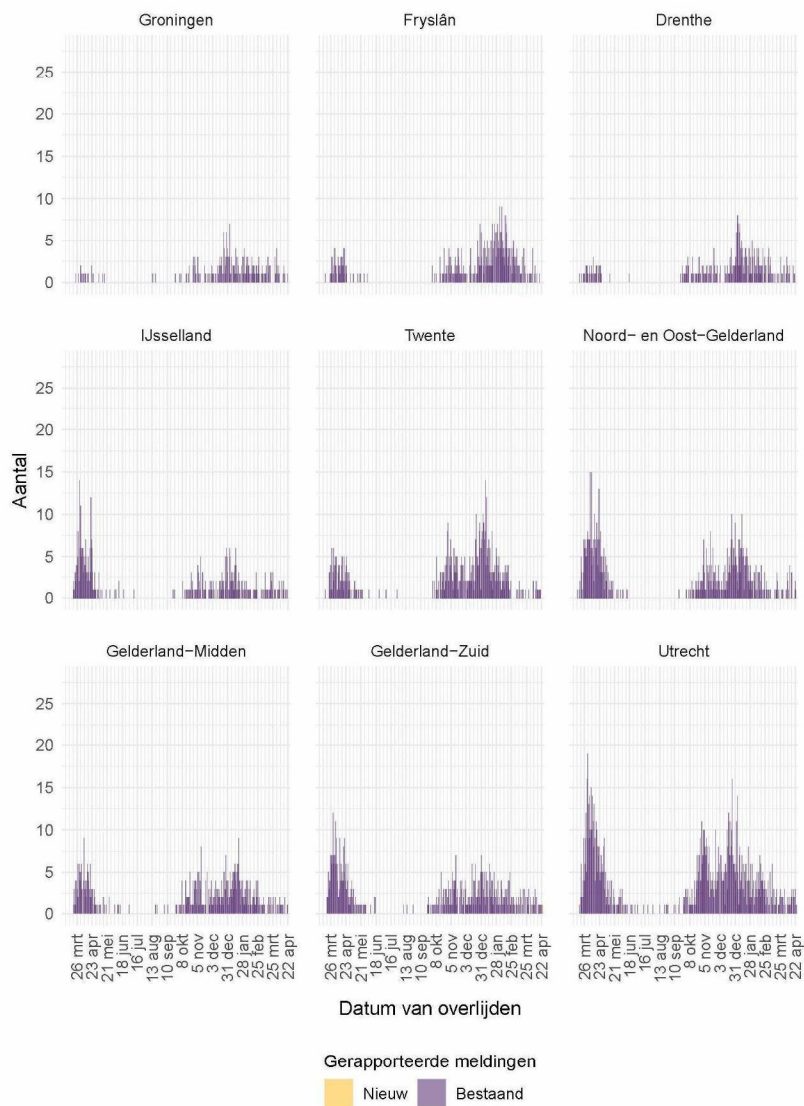 Groningen Fryslân Drenthe
25
20
15
10
5
0
IJsselland Twente Noord- en Oost-Gelderland
25
20
15
10
5
0
Aantal
Gelderland-Midden Gelderland-Zuid Utrecht
25
20
15
10
5
0
26 mrt 23 apr 21 mei 18 jun 16 jul 13 aug 10 sep 8 okt 5 nov 3 dec 31 dec 28 jan 25 feb 25 mrt 22 apr 26 mrt 23 apr 21 mei 18 jun 16 jul 13 aug 10 sep 8 okt 5 nov 3 dec 31 dec 28 jan 25 feb 25 mrt 22 apr 26 mrt 23 apr 21 mei 18 jun 16 jul 13 aug 10 sep 8 okt 5 nov 3 dec 31 dec 28 jan 25 feb 25 mrt 22 apr
Datum van overlijden
Gerapporteerde meldingen
Nieuw Bestaand